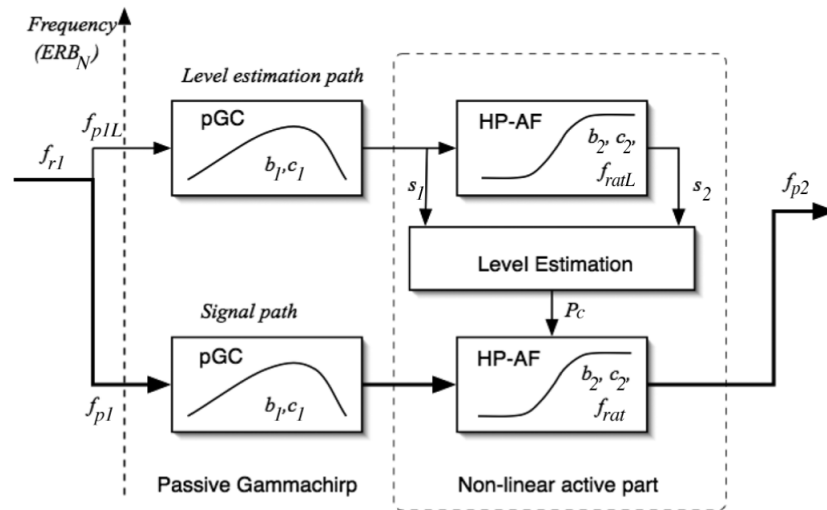 Frequency
(ERB_N)
Level estimation path
pGC
b_1,c_1
HP-AF
b_2, c_2,
f_ratL
f_p1L
f_r1
s_1
s_2
f_p2
Level Estimation
P_C
Signal path
pGC
b_1,c_1
HP-AF
b_2, c_2,
f_rat
f_p1
Passive Gammachirp
Non-linear active part